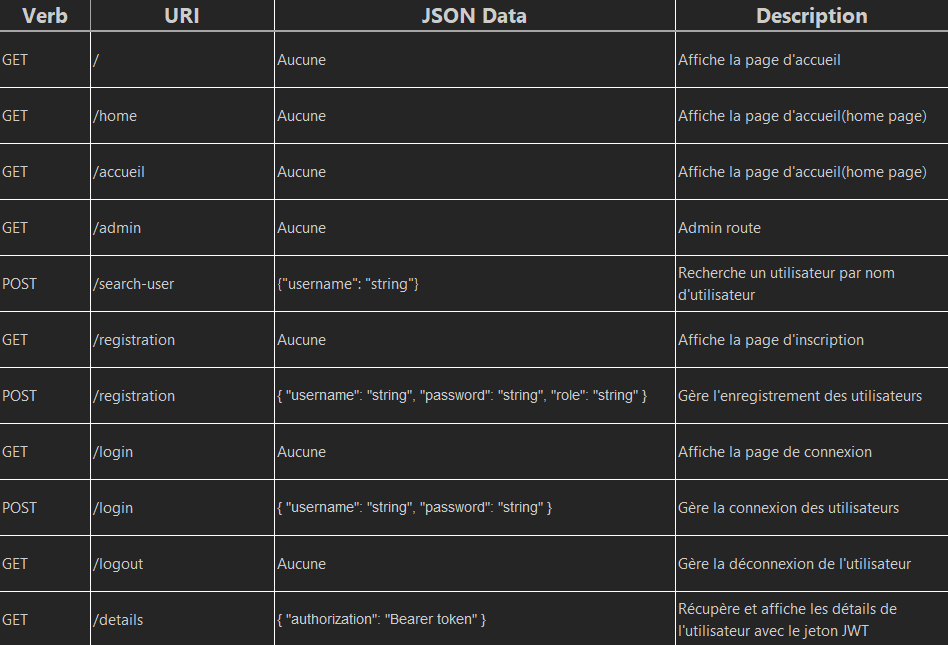 Verb URI JSON Data Description
GET / Aucune Affiche la page d'accueil
GET /home Aucune Affiche la page d'accueil(home page)
GET /accueil Aucune Affiche la page d'accueil(home page)
GET /admin Aucune Admin route
POST /search-user {"username": "string"} Recherche un utilisateur par nom
d'utilisateur
GET /registration Aucune Affiche la page d'inscription
POST /registration { "username": "string", "password": "string", "role": "string" } Gère l'enregistrement des utilisateurs
GET /login Aucune Affiche la page de connexion
POST /login { "username": "string", "password": "string" } Gère la connexion des utilisateurs
GET /logout Aucune Gère la déconnexion de l'utilisateur
GET /details { "authorization": "Bearer token" } Récupère et affiche les détails de
l'utilisateur avec le jeton JWT